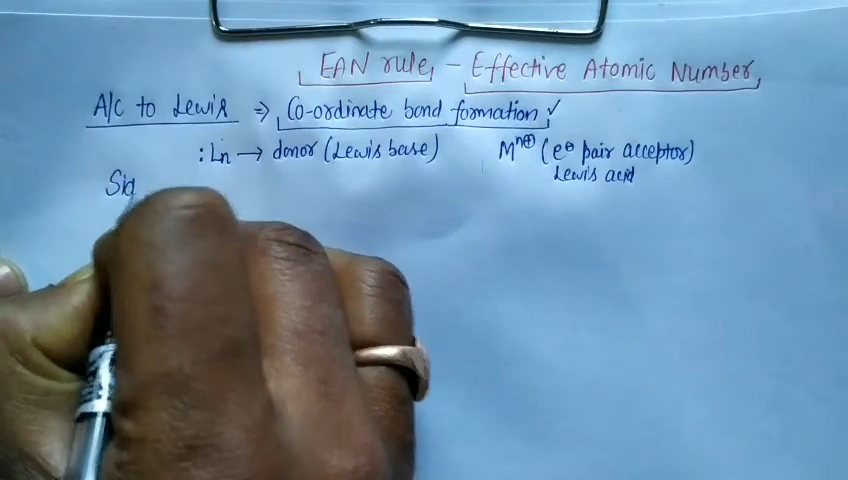 EAN rule, - Effective Atomic Number,
A/c to Lewis ⇒ Co-ordinate bond formation ✓
:Ln → donor (Lewis base) M^n⊕ (e⊖ pair acceptor)
Lewis acid
Sid